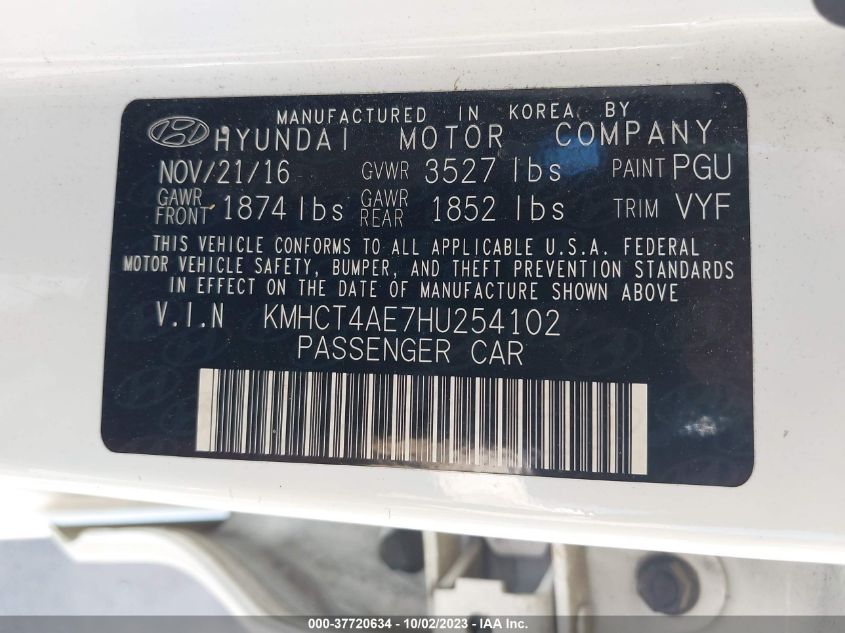 MANUFACTURED IN KOREA BY
HYUNDAI MOTOR COMPANY
NOV/21/16 GVWR 3527 lbs PAINT PGU
GAWR FRONT 1874 lbs GAWR REAR 1852 lbs TRIM VYF
THIS VEHICLE CONFORMS TO ALL APPLICABLE U.S.A. FEDERAL
MOTOR VEHICLE SAFETY, BUMPER, AND THEFT PREVENTION STANDARDS
IN EFFECT ON THE DATE OF MANUFACTURE SHOWN ABOVE
V.I.N KMHCT4AE7HU254102
PASSENGER CAR
000-37720634 - 10/02/2023 - IAA Inc.